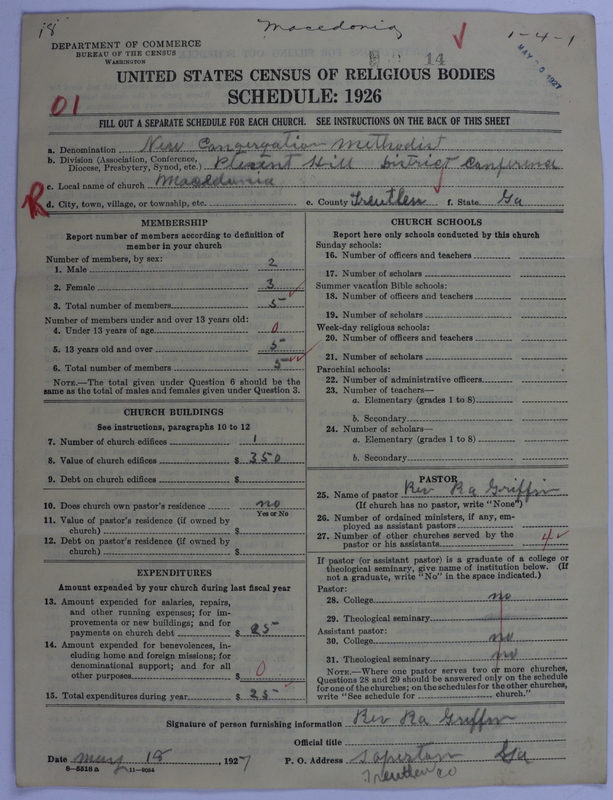 18
Macedonia
1-4-1
DEPARTMENT OF COMMERCE
BUREAU OF THE CENSUS
WASHINGTON
14
MAY 1927
UNITED STATES CENSUS OF RELIGIOUS BODIES
SCHEDULE: 1926
01
FILL OUT A SEPARATE SCHEDULE FOR EACH CHURCH. SEE INSTRUCTIONS ON THE BACK OF THIS SHEET
a. Denomination New Congergation Methodist
b. Division (Association, Conference, Diocese, Presbytery, Synod, etc.) Plesent Hill District Conference
c. Local name of church Macedonia
R
d. City, town, village, or township, etc. e. County Treutlen f. State Ga
MEMBERSHIP
Report number of members according to definition of
member in your church
Number of members, by sex:
1. Male 2
2. Female 3
3. Total number of members 5
Number of members under and over 13 years old:
4. Under 13 years of age 0
5. 13 years old and over 5
6. Total number of members 5
NOTE.—The total given under Question 6 should be the
same as the total of males and females given under Question 3.
CHURCH BUILDINGS
See instructions, paragraphs 10 to 12
7. Number of church edifices 1
8. Value of church edifices $ 350
9. Debt on church edifices $
10. Does church own pastor's residence no
Yes or No
11. Value of pastor's residence (if owned by
church) $
12. Debt on pastor's residence (if owned by
church) $
EXPENDITURES
Amount expended by your church during last fiscal year
13. Amount expended for salaries, repairs,
and other running expenses; for im-
provements or new buildings; and for
payments on church debt $ 25
14. Amount expended for benevolences, in-
cluding home and foreign missions; for
denominational support; and for all
other purposes $ 0
15. Total expenditures during year $ 25
CHURCH SCHOOLS
Report here only schools conducted by this church
Sunday schools:
16. Number of officers and teachers
17. Number of scholars
Summer vacation Bible schools:
18. Number of officers and teachers
19. Number of scholars
Week-day religious schools:
20. Number of officers and teachers
21. Number of scholars
Parochial schools:
22. Number of administrative officers
23. Number of teachers—
a. Elementary (grades 1 to 8)
b. Secondary
24. Number of scholars—
a. Elementary (grades 1 to 8)
b. Secondary
PASTOR
25. Name of pastor Rev Ra Griffin
(If church has no pastor, write "None")
26. Number of ordained ministers, if any, em-
ployed as assistant pastors
27. Number of other churches served by the
pastor or his assistants 4
If pastor (or assistant pastor) is a graduate of a college or
theological seminary, give name of institution below. (If
not a graduate, write "No" in the space indicated.)
Pastor:
28. College no
29. Theological seminary
Assistant pastor:
30. College no
31. Theological seminary no
NOTE.—Where one pastor serves two or more churches,
Questions 28 and 29 should be answered only on the schedule
for one of the churches; on the schedules for the other churches,
write "See schedule for church."
Signature of person furnishing information Rev Ra Griffin
Official title
Date may 18, 1927 P. O. Address Soperton Ga
8-5518a 11-9654
Treutlen co